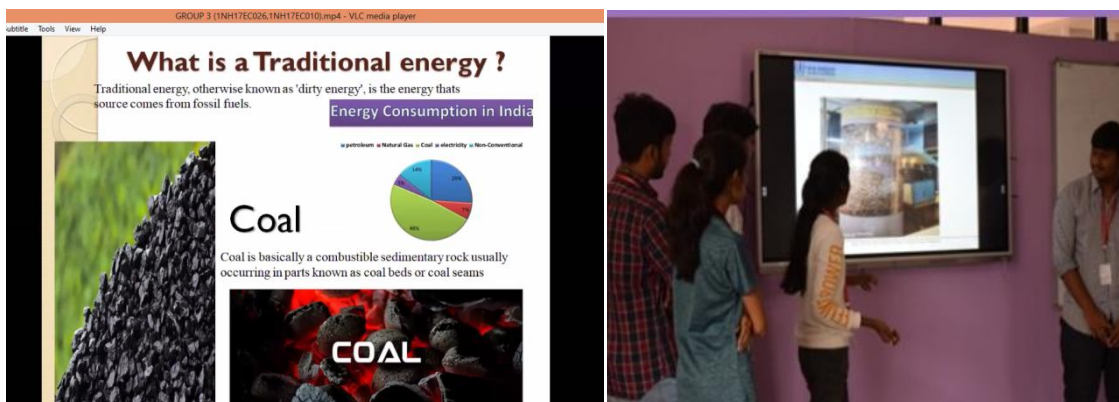 GROUP 3 (1NH17EC026,1NH17EC010).mp4 - VLC media player
ubtitle Tools View Help
What is a Traditional energy ?
Traditional energy, otherwise known as 'dirty energy', is the energy thats
source comes from fossil fuels.
Energy Consumption in India
petroleum Natural Gas Coal electricity Non-Conventional
14%
7%
Coal
Coal is basically a combustible sedimentary rock usually
occurring in parts known as coal beds or coal seams
COAL